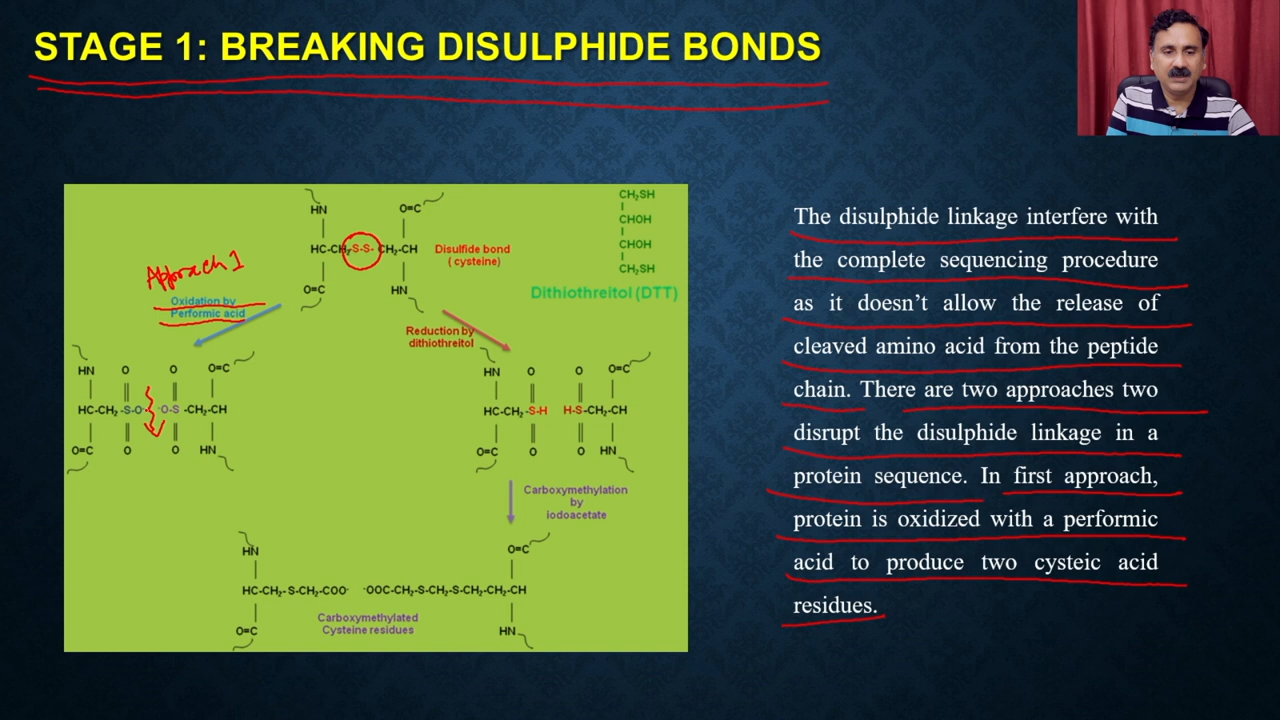 STAGE 1: BREAKING DISULPHIDE BONDS
HN
O=C
CH₂SH
CHOH
CHOH
CH₂SH
HC-CH₂-S-S- CH₂-CH
Disulfide bond
( cysteine)
O=C
HN
Dithiothreitol (DTT)
Approach 1
Oxidation by
Performic acid
Reduction by
dithiothreitol
HN O O O=C
HC-CH₂ -S-O⁻ ⁻O-S -CH₂-CH
O=C O O HN
HN O O O=C
HC-CH₂ -S-H H-S-CH₂-CH
O=C O O HN
Carboxymethylation
by
iodoacetate
HN
O=C
HC-CH₂- S-CH₂-COO⁻ ⁻OOC-CH₂-S-CH₂-S-CH₂-CH₂-CH
Carboxymethylated
Cysteine residues
O=C
HN
The disulphide linkage interfere with
the complete sequencing procedure
as it doesn’t allow the release of
cleaved amino acid from the peptide
chain. There are two approaches two
disrupt the disulphide linkage in a
protein sequence. In first approach,
protein is oxidized with a performic
acid to produce two cysteic acid
residues.